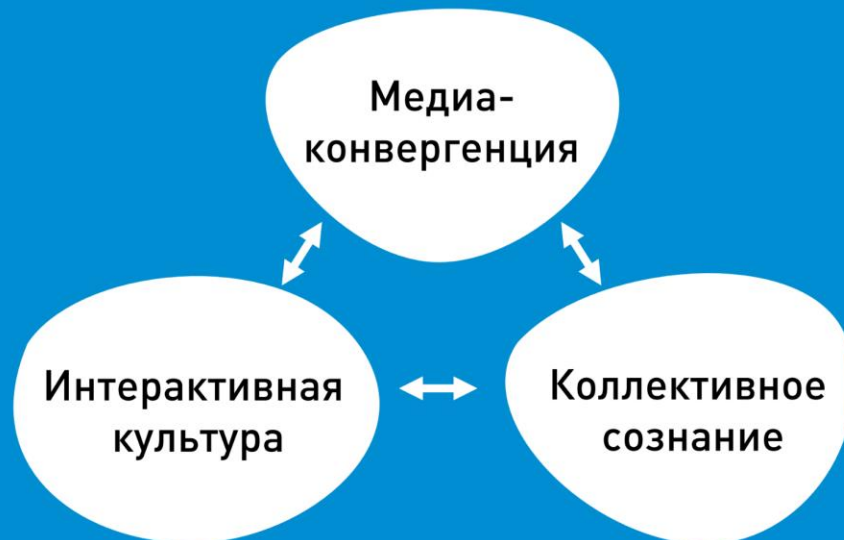 Медиа-
конвергенция
Интерактивная
культура
Коллективное
сознание